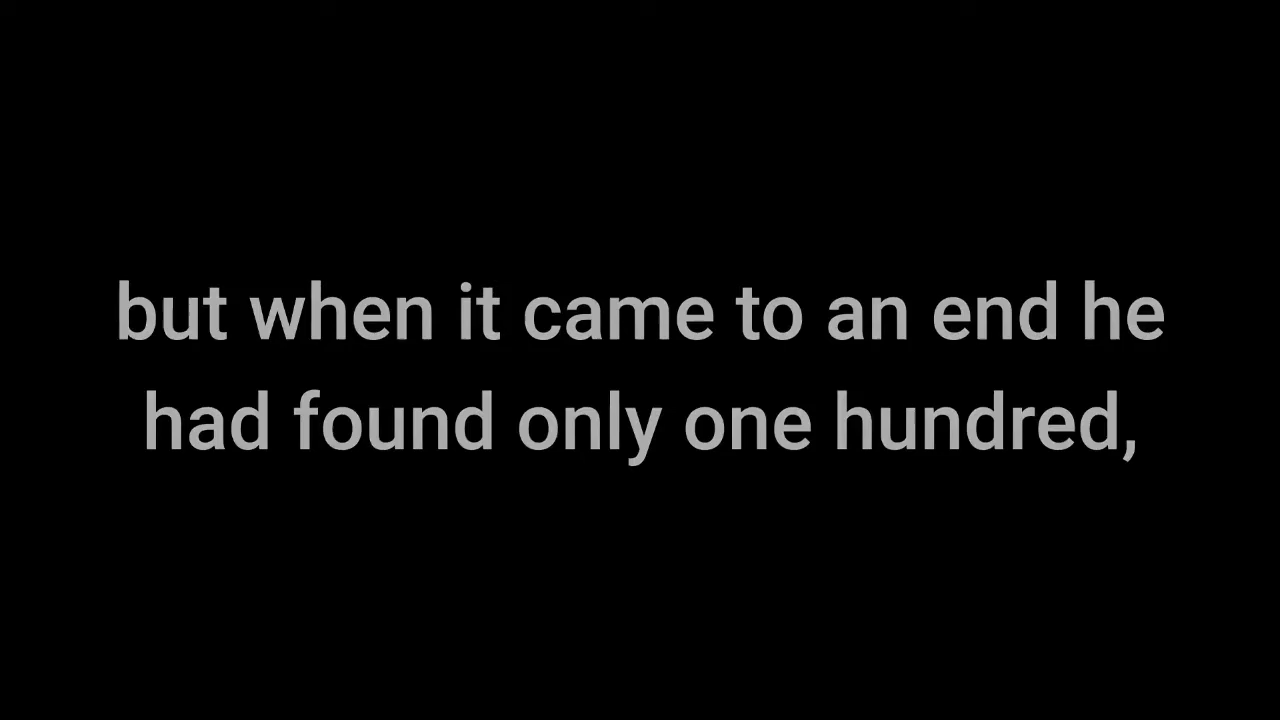 but when it came to an end he
had found only one hundred,